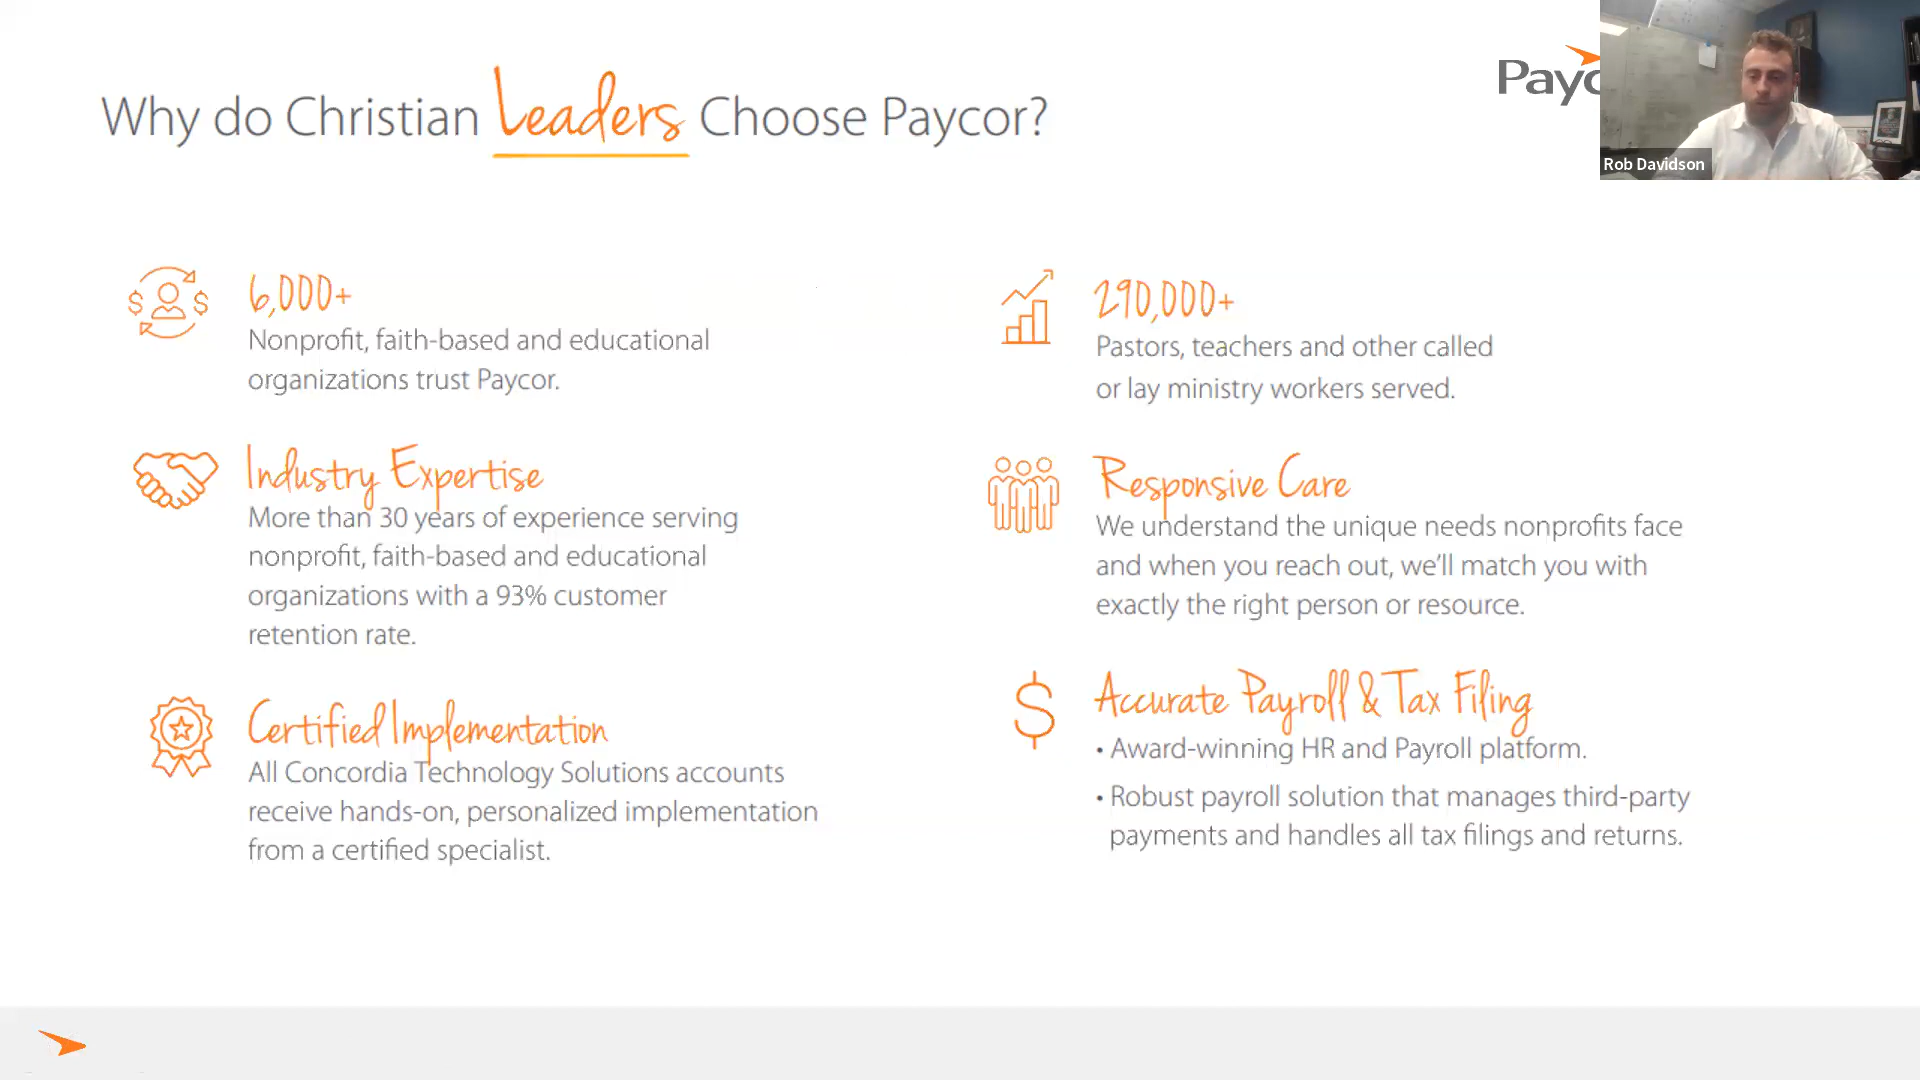 Why do Christian Leaders Choose Paycor?
Rob Davidson
6,000+
Nonprofit, faith-based and educational
organizations trust Paycor.
Industry Expertise
More than 30 years of experience serving
nonprofit, faith-based and educational
organizations with a 93% customer
retention rate.
Certified Implementation
All Concordia Technology Solutions accounts
receive hands-on, personalized implementation
from a certified specialist.
290,000+
Pastors, teachers and other called
or lay ministry workers served.
Responsive Care
We understand the unique needs nonprofits face
and when you reach out, we’ll match you with
exactly the right person or resource.
Accurate Payroll & Tax Filing
• Award-winning HR and Payroll platform.
• Robust payroll solution that manages third-party
payments and handles all tax filings and returns.